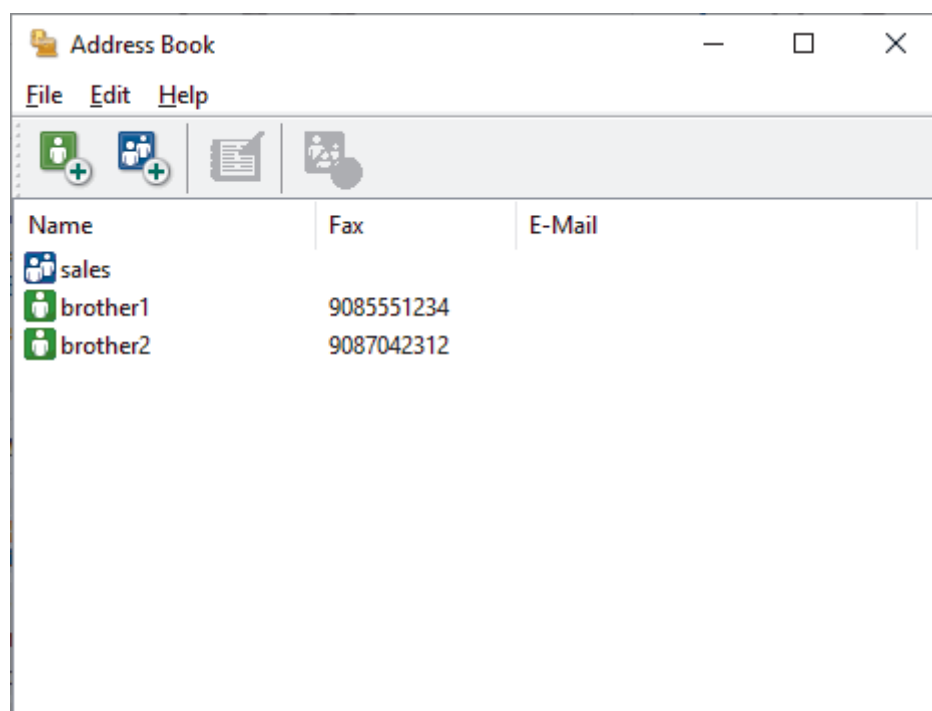 Address Book
File Edit Help
Name Fax E-Mail
sales
brother1 9085551234
brother2 9087042312